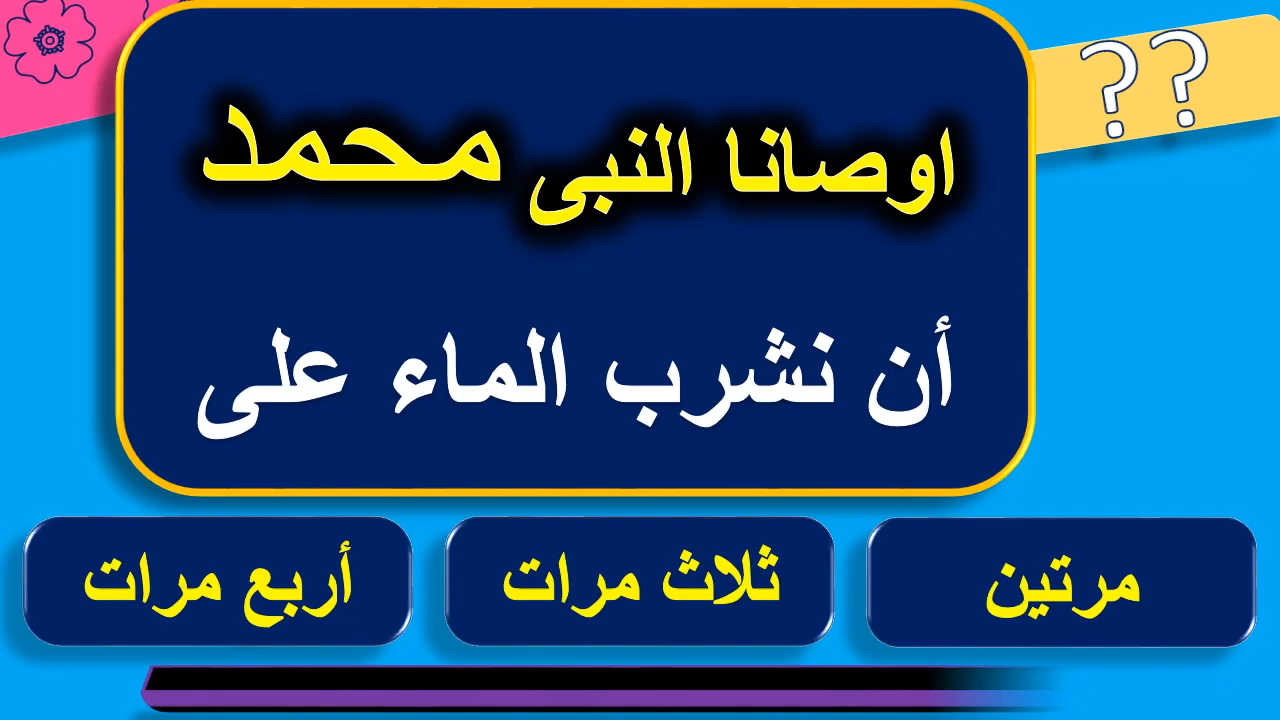 ؟؟
اوصانا النبى محمد
أن نشرب الماء على
مرتين
ثلاث مرات
أربع مرات